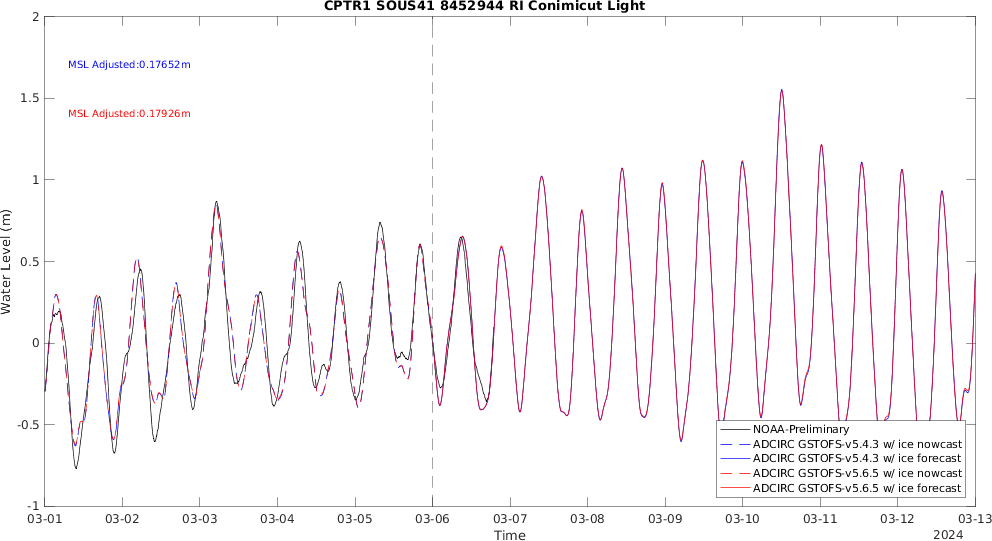 CPTR1 SOUS41 8452944 RI Conimicut Light
MSL Adjusted:0.17652m
MSL Adjusted:0.17926m
Water Level (m)
2
1.5
1
0.5
0
-0.5
-1
NOAA-Preliminary
ADCIRC GSTOFS-v5.4.3 w/ ice nowcast
ADCIRC GSTOFS-v5.4.3 w/ ice forecast
ADCIRC GSTOFS-v5.6.5 w/ ice nowcast
ADCIRC GSTOFS-v5.6.5 w/ ice forecast
03-01 03-02 03-03 03-04 03-05 03-06 03-07 03-08 03-09 03-10 03-11 03-12 03-13
Time
2024